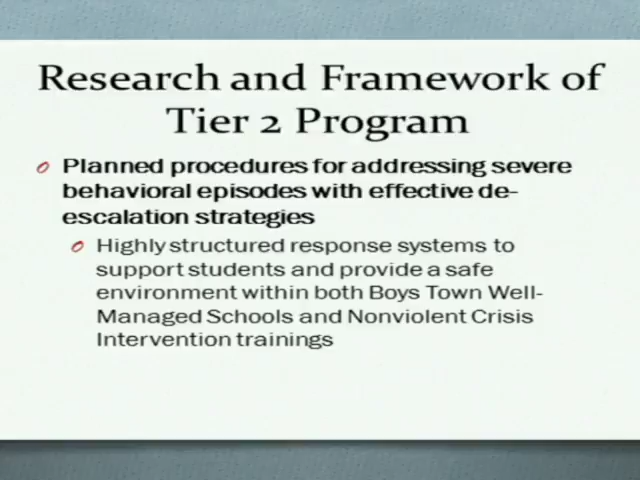 Research and Framework of
Tier 2 Program
Planned procedures for addressing severe
behavioral episodes with effective de-
escalation strategies
Highly structured response systems to
support students and provide a safe
environment within both Boys Town Well-
Managed Schools and Nonviolent Crisis
Intervention trainings